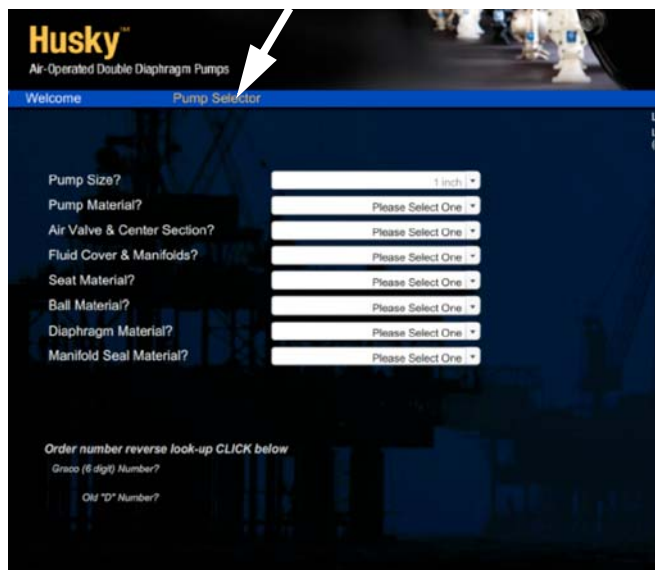 Husky™
Air-Operated Double Diaphragm Pumps
Welcome Pump Selector
Pump Size? 1 inch
Pump Material? Please Select One
Air Valve & Center Section? Please Select One
Fluid Cover & Manifolds? Please Select One
Seat Material? Please Select One
Ball Material? Please Select One
Diaphragm Material? Please Select One
Manifold Seal Material? Please Select One
Order number reverse look-up CLICK below
Graco (6 digit) Number?
Old "D" Number?